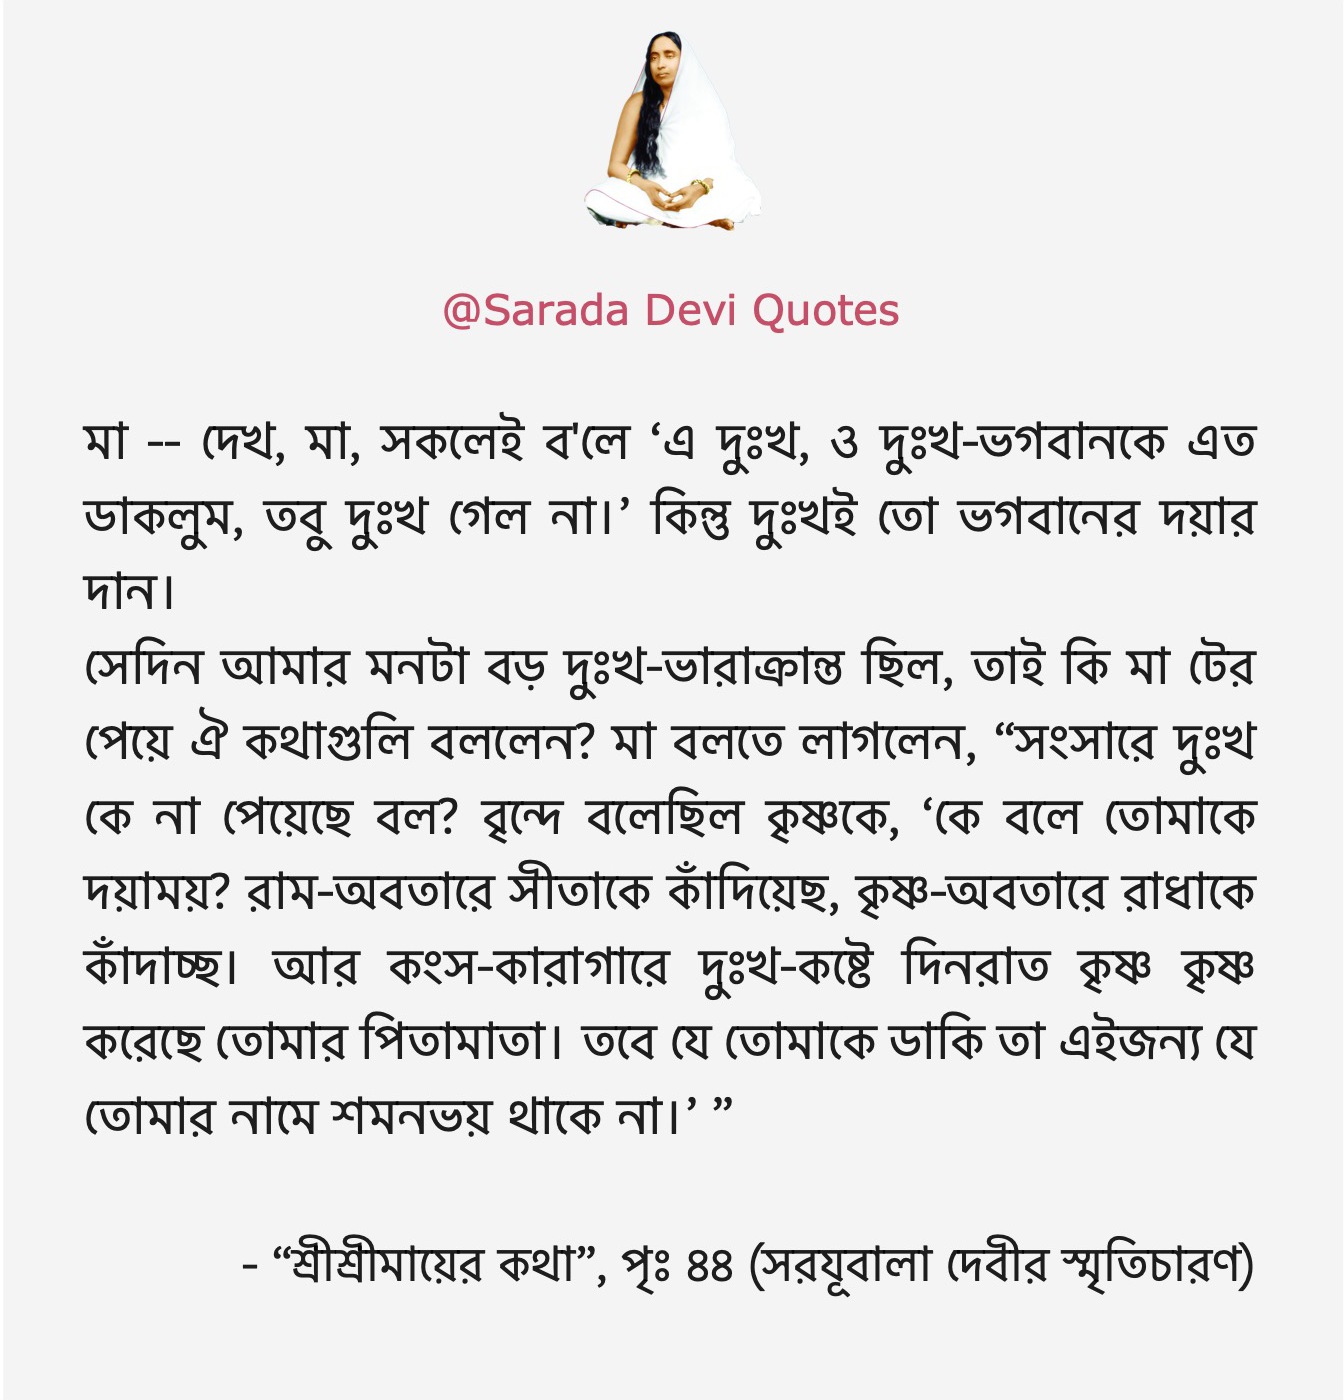 @Sarada Devi Quotes
মা -- দেখ, মা, সকলেই ব'লে ‘এ দুঃখ, ও দুঃখ-ভগবানকে এত
ডাকলুম, তবু দুঃখ গেল না।’ কিন্তু দুঃখই তো ভগবানের দয়ার
দান।
সেদিন আমার মনটা বড় দুঃখ-ভারাক্রান্ত ছিল, তাই কি মা টের
পেয়ে ঐ কথাগুলি বললেন? মা বলতে লাগলেন, “সংসারে দুঃখ
কে না পেয়েছে বল? বৃন্দে বলেছিল কৃষ্ণকে, ‘কে বলে তোমাকে
দয়াময়? রাম-অবতারে সীতাকে কাঁদিয়েছ, কৃষ্ণ-অবতারে রাধাকে
কাঁদাচ্ছ। আর কংস-কারাগারে দুঃখ-কষ্টে দিনরাত কৃষ্ণ কৃষ্ণ
করেছে তোমার পিতামাতা। তবে যে তোমাকে ডাকি তা এইজন্য যে
তোমার নামে শমনভয় থাকে না।’ ”
- “শ্রীশ্রীমায়ের কথা”, পৃঃ ৪৪ (সরযূবালা দেবীর স্মৃতিচারণ)